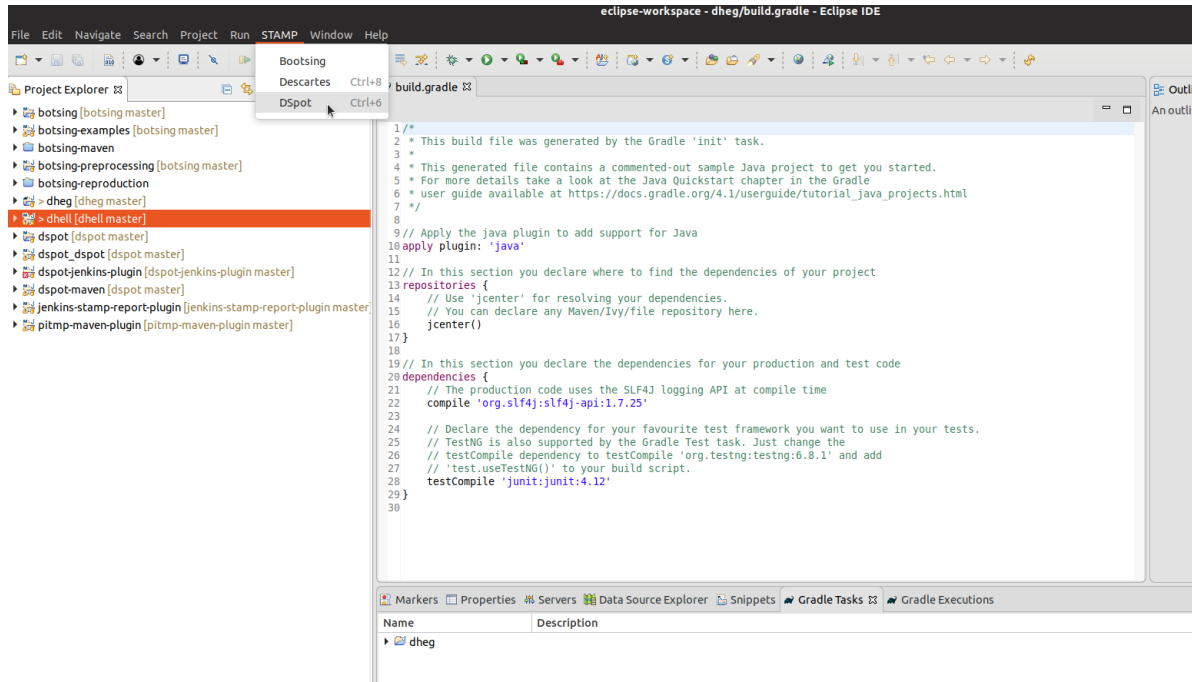 eclipse-workspace - dheg/build.gradle - Eclipse IDE
File Edit Navigate Search Project Run STAMP Window Help
Bootsing
Descartes Ctrl+8
DSpot Ctrl+6
Project Explorer
botsing [botsing master]
botsing-examples [botsing master]
botsing-maven
botsing-preprocessing [botsing master]
botsing-reproduction
> dheg [dheg master]
> dhell [dhell master]
dspot [dspot master]
dspot_dspot [dspot master]
dspot-jenkins-plugin [dspot-jenkins-plugin master]
dspot-maven [dspot master]
jenkins-stamp-report-plugin [jenkins-stamp-report-plugin master]
pitmp-maven-plugin [pitmp-maven-plugin master]
build.gradle
1 /*
2  * This build file was generated by the Gradle 'init' task.
3  *
4  * This generated file contains a commented-out sample Java project to get you started.
5  * For more details take a look at the Java Quickstart chapter in the Gradle
6  * user guide available at https://docs.gradle.org/4.1/userguide/tutorial_java_projects.html
7  */
8
9 // Apply the java plugin to add support for Java
10 apply plugin: 'java'
11
12 // In this section you declare where to find the dependencies of your project
13 repositories {
14     // Use 'jcenter' for resolving your dependencies.
15     // You can declare any Maven/Ivy/file repository here.
16     jcenter()
17 }
18
19 // In this section you declare the dependencies for your production and test code
20 dependencies {
21     // The production code uses the SLF4J logging API at compile time
22     compile 'org.slf4j:slf4j-api:1.7.25'
23
24     // Declare the dependency for your favourite test framework you want to use in your tests.
25     // TestNG is also supported by the Gradle Test task. Just change the
26     // testCompile dependency to testCompile 'org.testng:testng:6.8.1' and add
27     // 'test.useTestNG()' to your build script.
28     testCompile 'junit:junit:4.12'
29 }
30
Outli
An outli
Markers Properties Servers Data Source Explorer Snippets Gradle Tasks Gradle Executions
Name Description
dheg